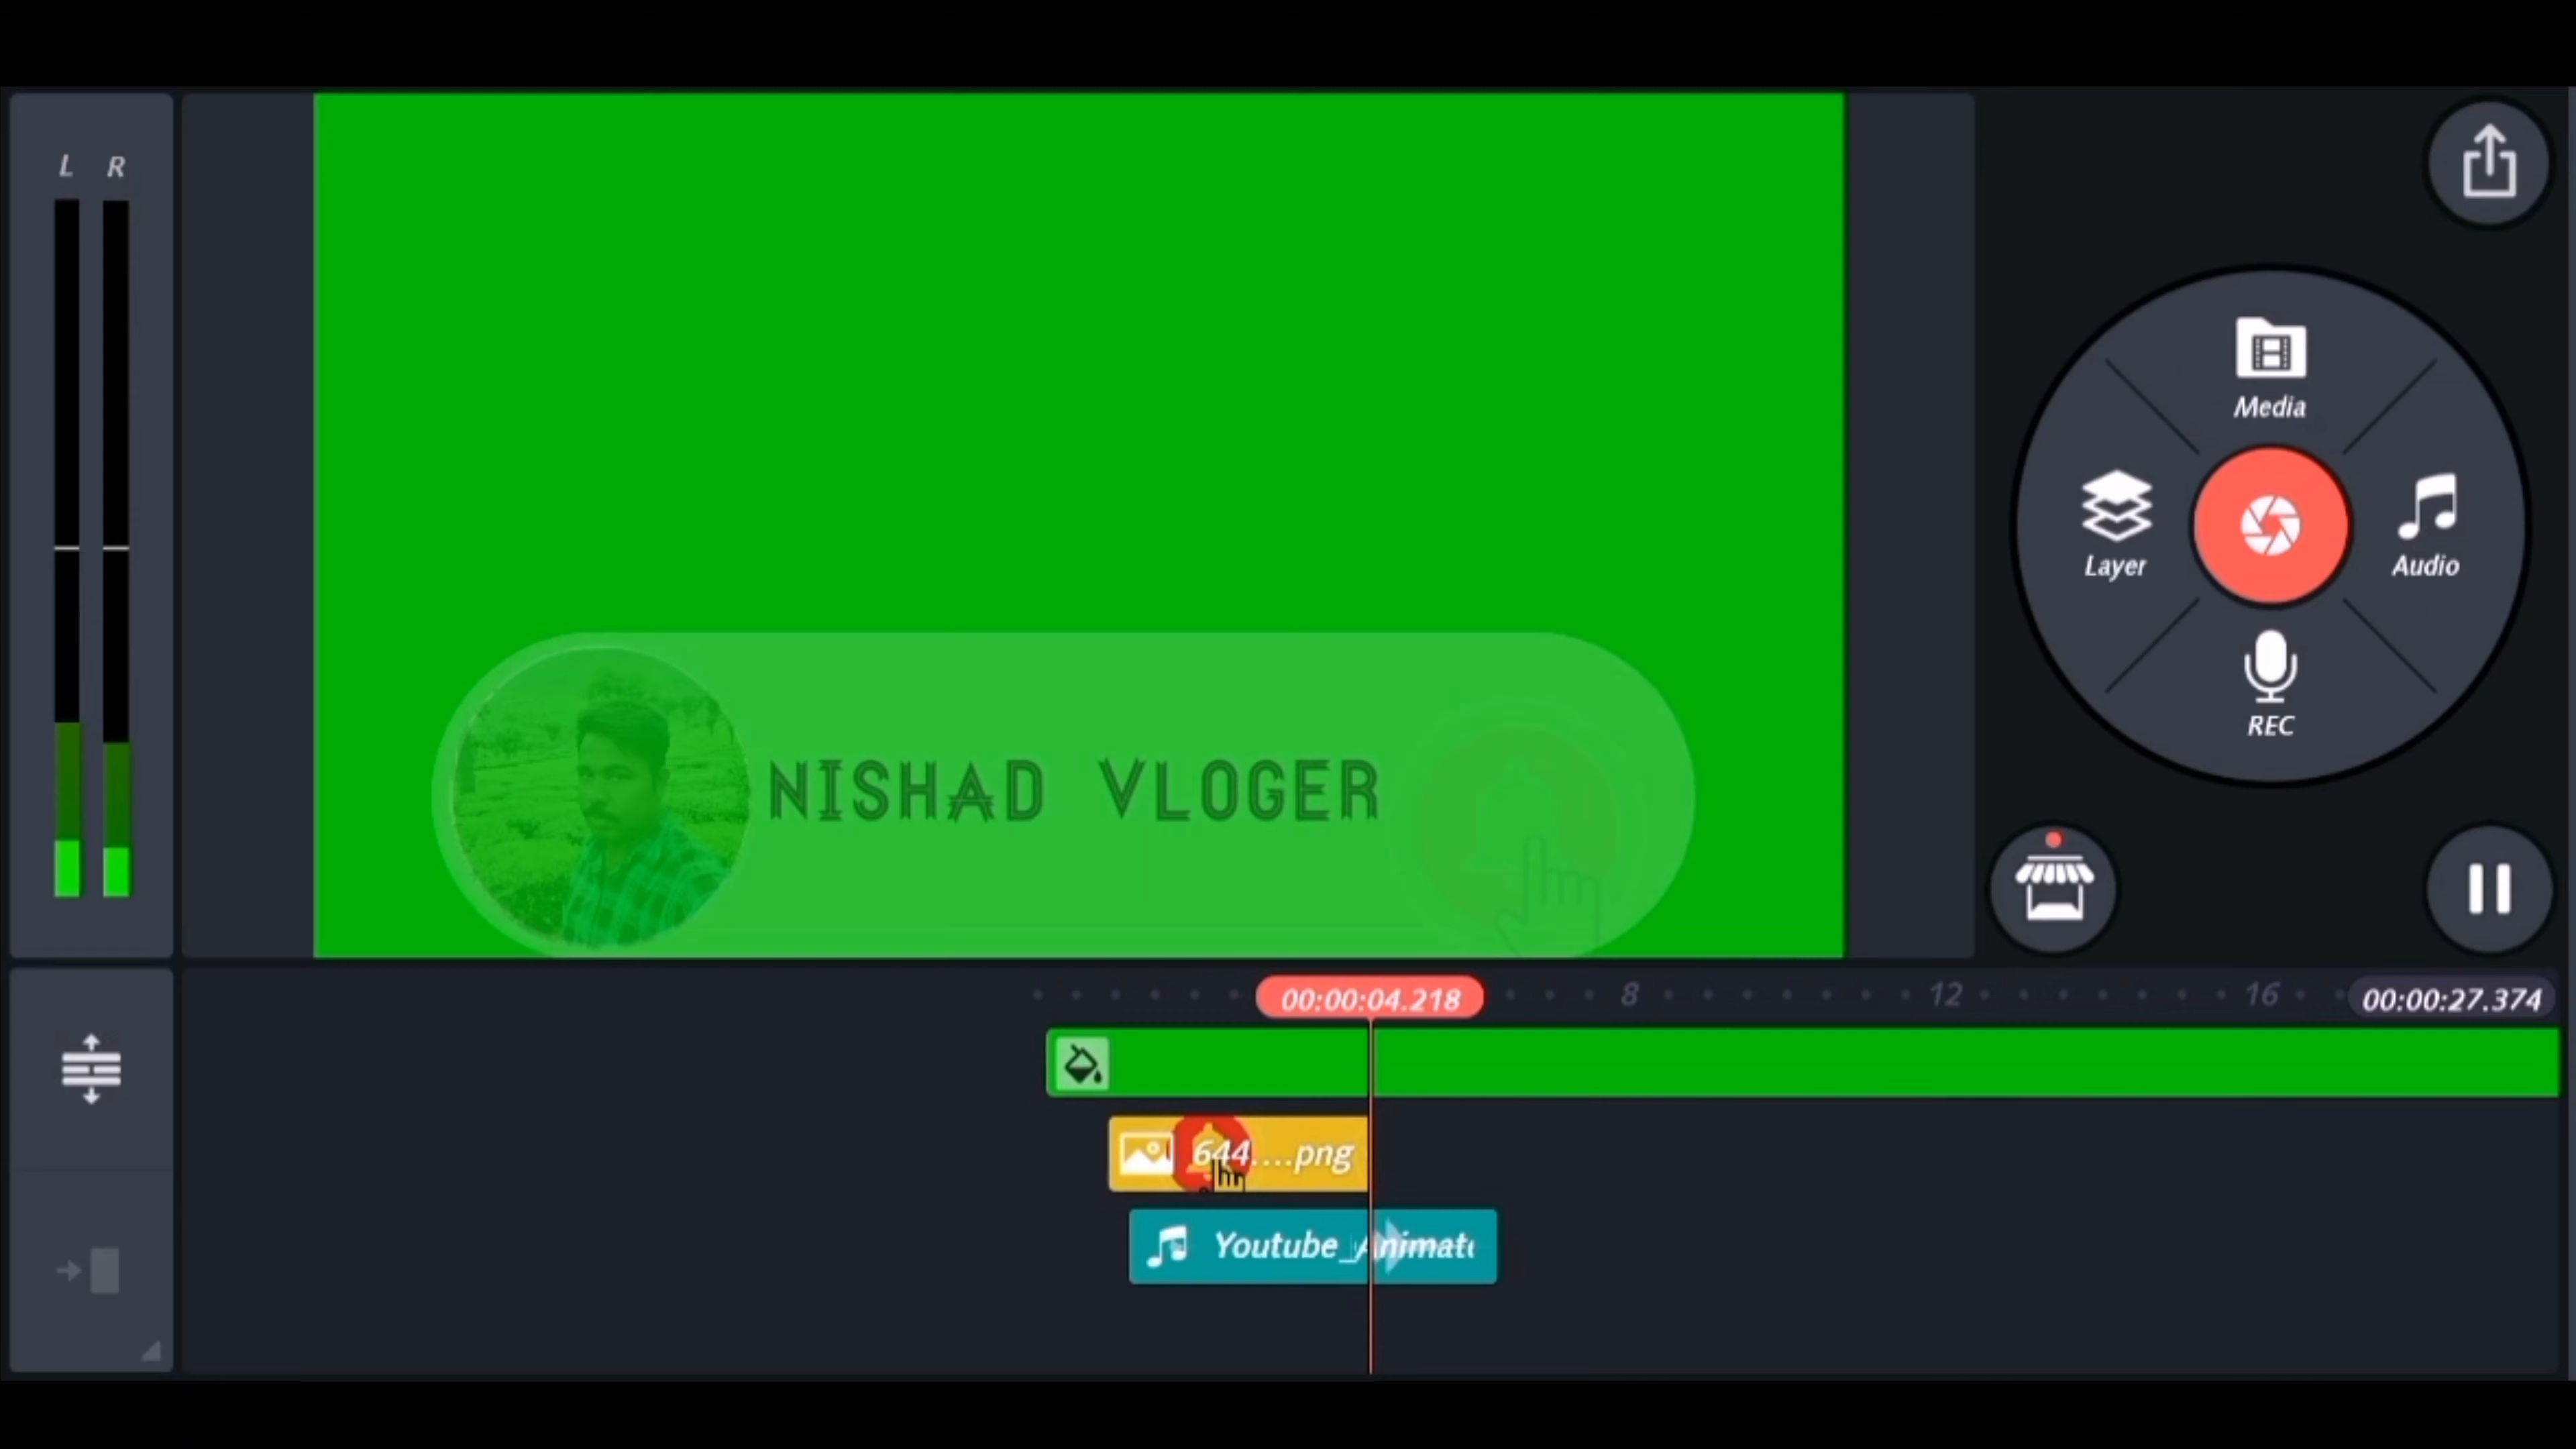 L R
Media
Layer
Audio
REC
NISHAD VLOGER
00:00:04.218
8
12
16
00:00:27.374
644....png
Youtube_Animate